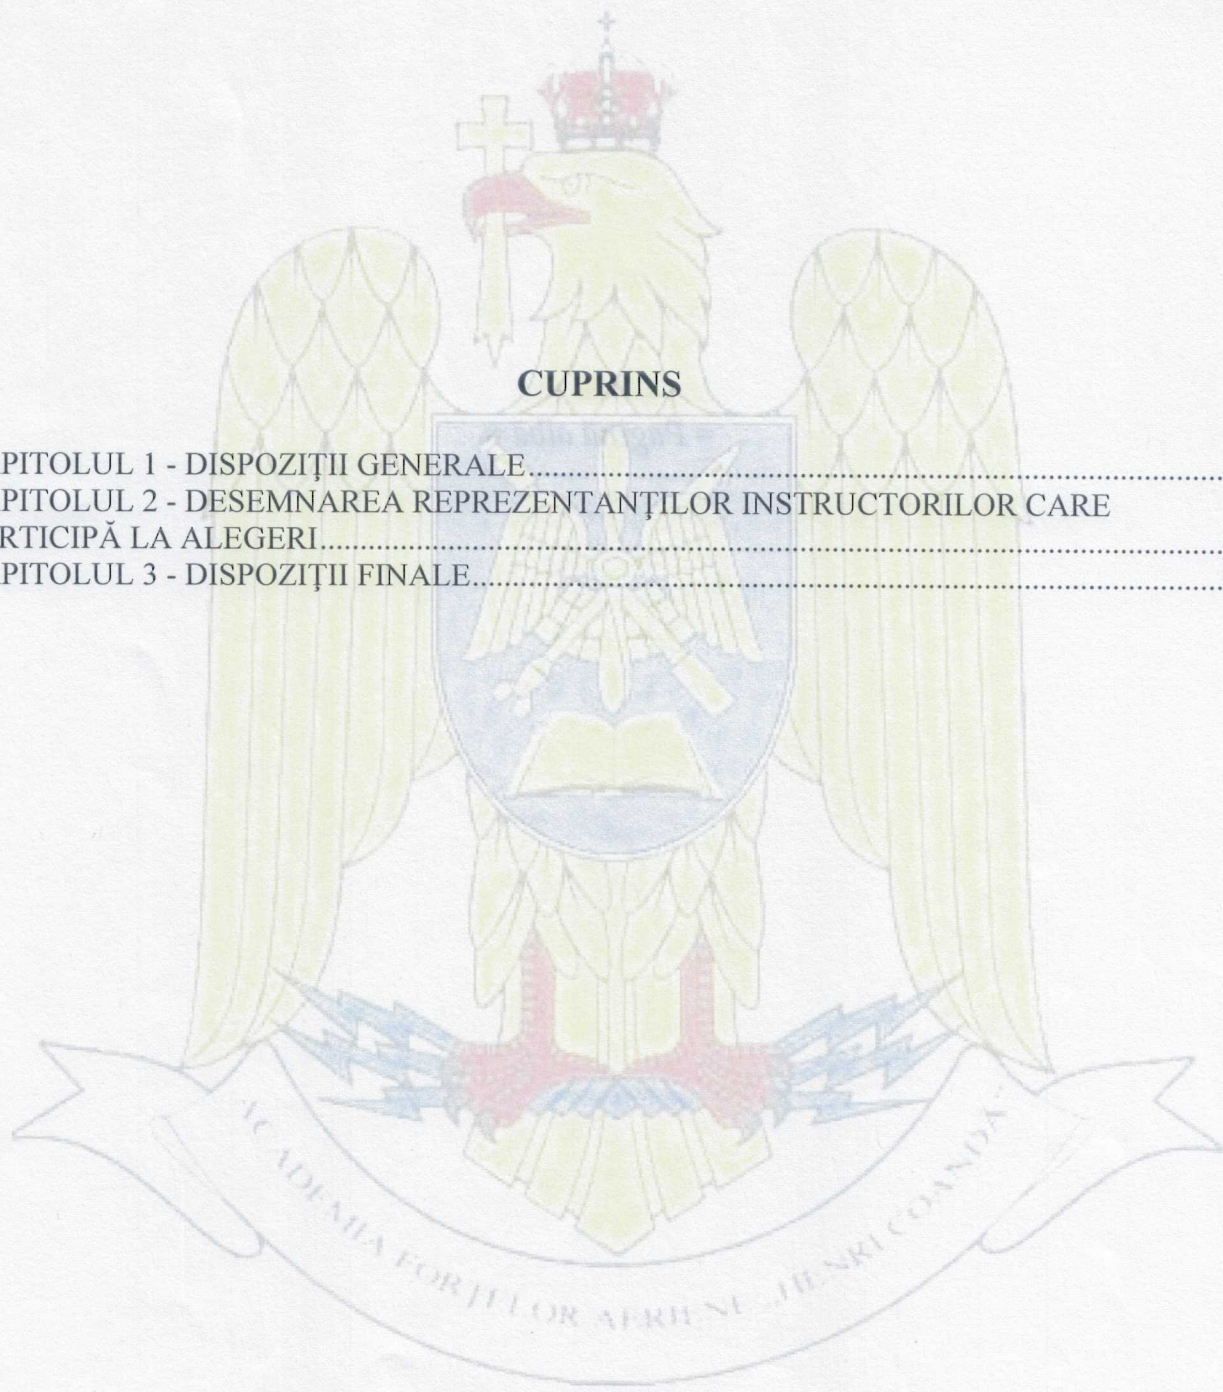 CUPRINS
PITOLUL 1 - DISPOZIŢII GENERALE....................................................................................................
PITOLUL 2 - DESEMNAREA REPREZENTANŢILOR INSTRUCTORILOR CARE
RTICIPĂ LA ALEGERI....................................................................................................
PITOLUL 3 - DISPOZIŢII FINALE....................................................................................................
ACADEMIA FORŢELOR AERIENE „HENRI COANDĂ”